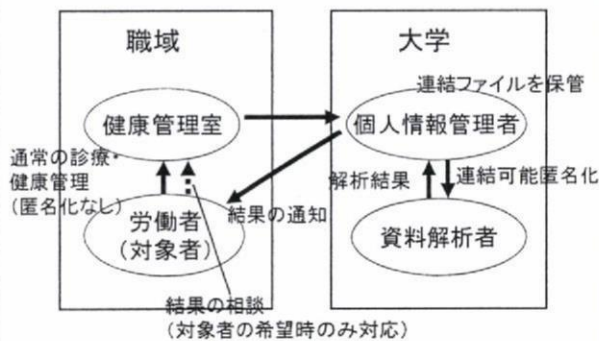 職域
大学
連結ファイルを保管
健康管理室
個人情報管理者
通常の診療・
健康管理
(匿名化なし)
解析結果
連結可能匿名化
労働者
(対象者)
結果の通知
資料解析者
結果の相談
(対象者の希望時のみ対応)